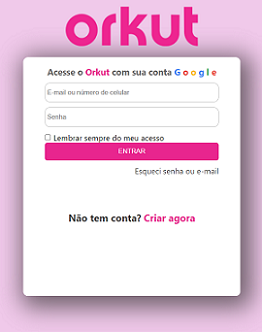 orkut
Acesse o Orkut com sua conta Google
E-mail ou número de celular
Senha
Lembrar sempre do meu acesso
ENTRAR
Esqueci senha ou e-mail
Não tem conta? Criar agora